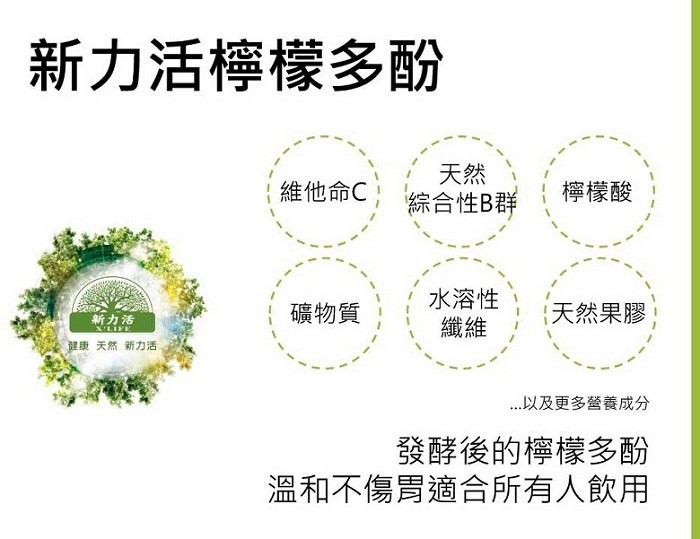 新力活檸檬多酚
維他命C
天然
綜合性B群
檸檬酸
礦物質
水溶性
纖維
天然果膠
新力活
X'LIFE
健康 天然 新力活
...以及更多營養成分
發酵後的檸檬多酚
溫和不傷胃適合所有人飲用